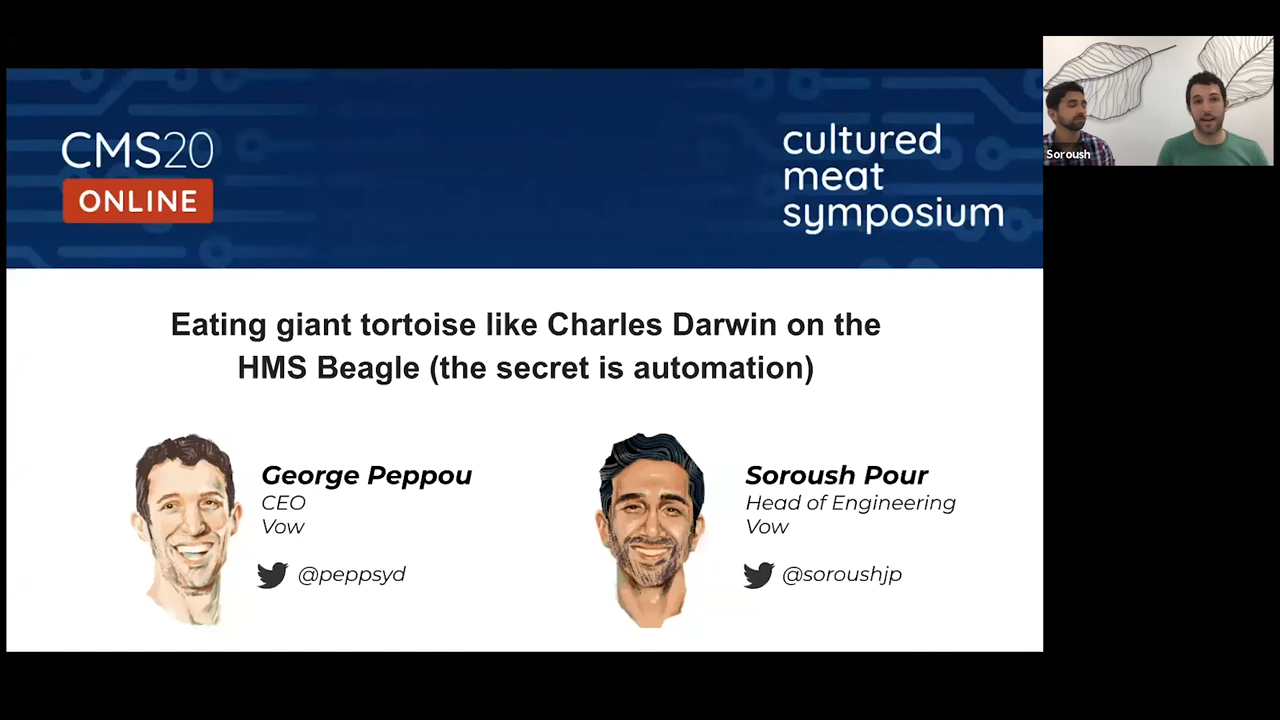 CMS20
ONLINE
cultured
meat
symposium
Soroush
Eating giant tortoise like Charles Darwin on the
HMS Beagle (the secret is automation)
George Peppou
CEO
Vow
@peppsyd
Soroush Pour
Head of Engineering
Vow
@soroushjp